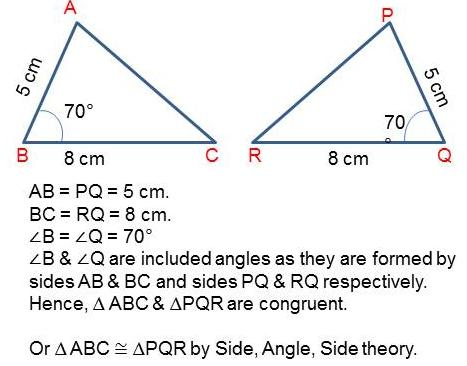 A
P
5 cm
5 cm
70°
70°
B
8 cm
C
R
8 cm
Q
AB = PQ = 5 cm.
BC = RQ = 8 cm.
∠B = ∠Q = 70°
∠B & ∠Q are included angles as they are formed by
sides AB & BC and sides PQ & RQ respectively.
Hence, Δ ABC & ΔPQR are congruent.
Or Δ ABC ≅ ΔPQR by Side, Angle, Side theory.